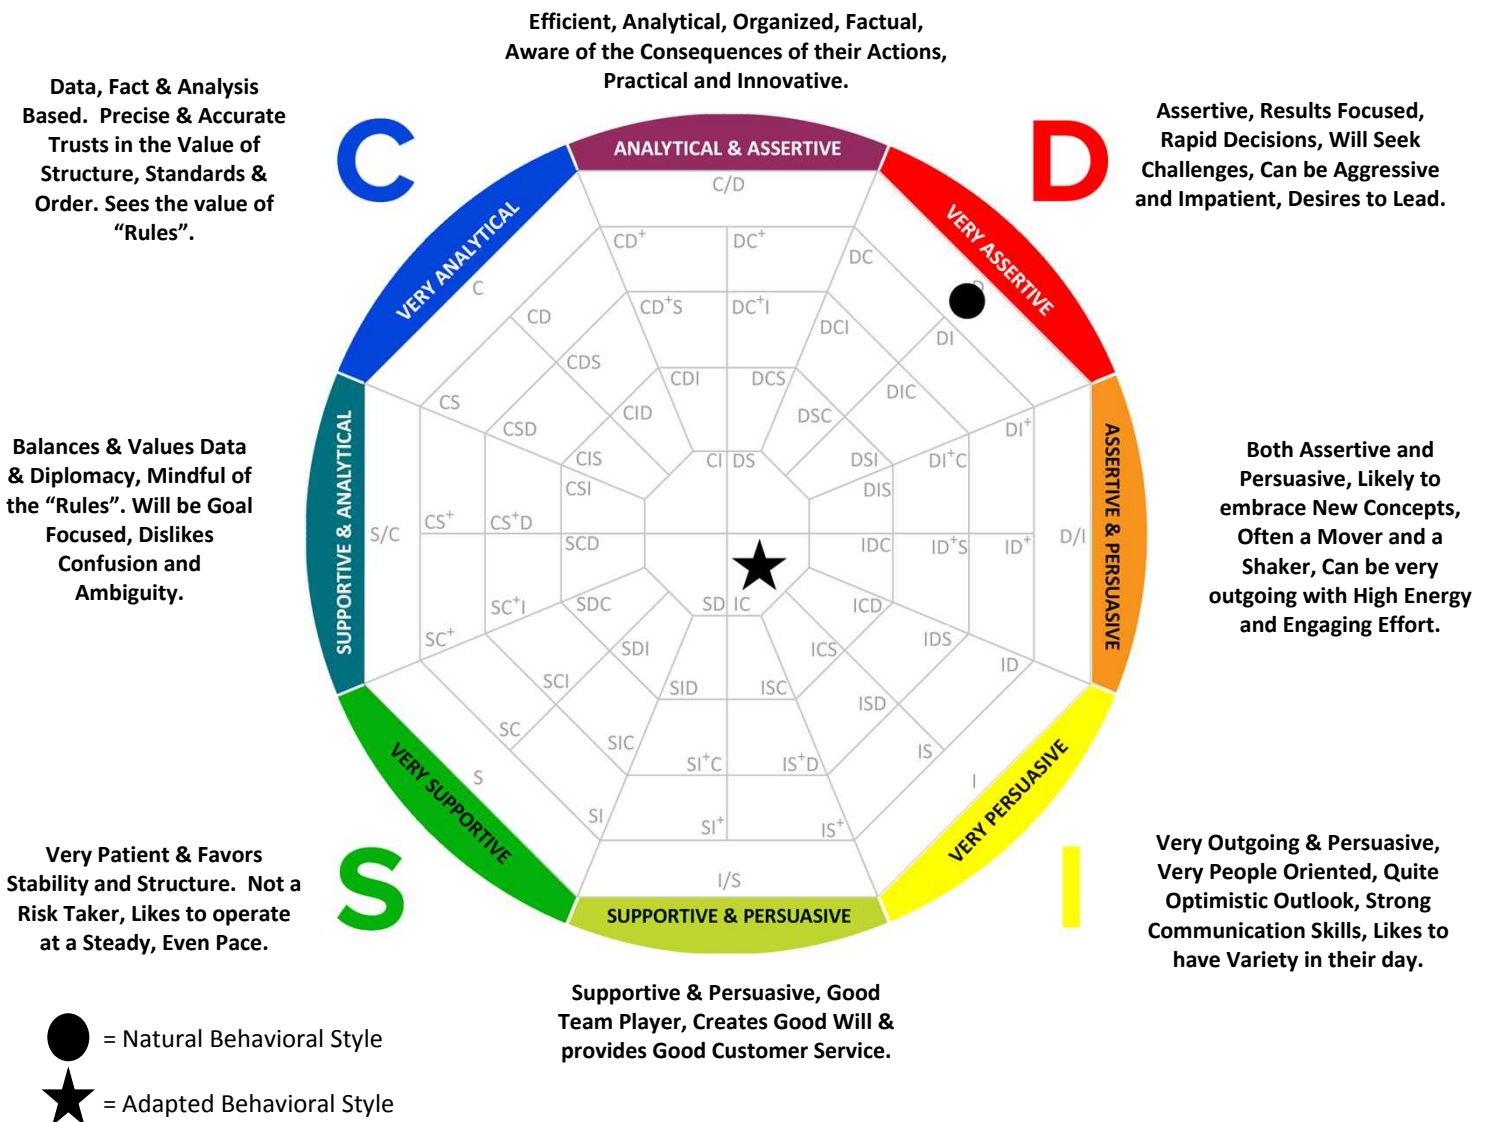 Efficient, Analytical, Organized, Factual,
Aware of the Consequences of their Actions,
Practical and Innovative.
Data, Fact & Analysis
Based.  Precise & Accurate
Trusts in the Value of
Structure, Standards &
Order. Sees the value of
“Rules”.
C
D
Assertive, Results Focused,
Rapid Decisions, Will Seek
Challenges, Can be Aggressive
and Impatient, Desires to Lead.
ANALYTICAL & ASSERTIVE
VERY ANALYTICAL
VERY ASSERTIVE
C/D
CD+
DC+
DC
C
D
CD
CD+S
DC+I
DCI
DI
CDS
CDI
DCS
DIC
CS
CID
DSC
DI+
CSD
CIS
CI
DS
DSI
DI+C
CSI
DIS
SUPPORTIVE & ANALYTICAL
ASSERTIVE & PERSUASIVE
Balances & Values Data
& Diplomacy, Mindful of
the “Rules”. Will be Goal
Focused, Dislikes
Confusion and
Ambiguity.
Both Assertive and
Persuasive, Likely to
embrace New Concepts,
Often a Mover and a
Shaker, Can be very
outgoing with High Energy
and Engaging Effort.
S/C
CS+
CS+D
SCD
IDC
ID+S
ID+
D/I
SC+I
SDC
SD
IC
ICD
SC+
SDI
ICS
IDS
ID
SCI
SID
ISC
ISD
SC
SIC
SI+C
IS+D
IS
S
I
SI
SI+
IS+
I/S
VERY SUPPORTIVE
VERY PERSUASIVE
SUPPORTIVE & PERSUASIVE
Very Patient & Favors
Stability and Structure.  Not a
Risk Taker, Likes to operate
at a Steady, Even Pace.
S
I
Very Outgoing & Persuasive,
Very People Oriented, Quite
Optimistic Outlook, Strong
Communication Skills, Likes to
have Variety in their day.
Supportive & Persuasive, Good
Team Player, Creates Good Will &
provides Good Customer Service.
= Natural Behavioral Style
= Adapted Behavioral Style